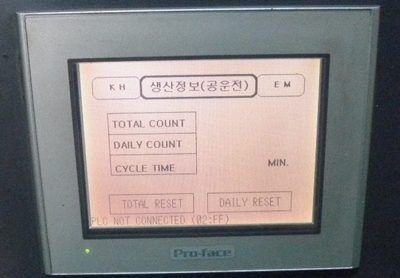 KH 생산정보(공운전) EM
TOTAL COUNT
DAILY COUNT
CYCLE TIME MIN.
TOTAL RESET DAILY RESET
PLC NOT CONNECTED (02:FF)
Pro-face